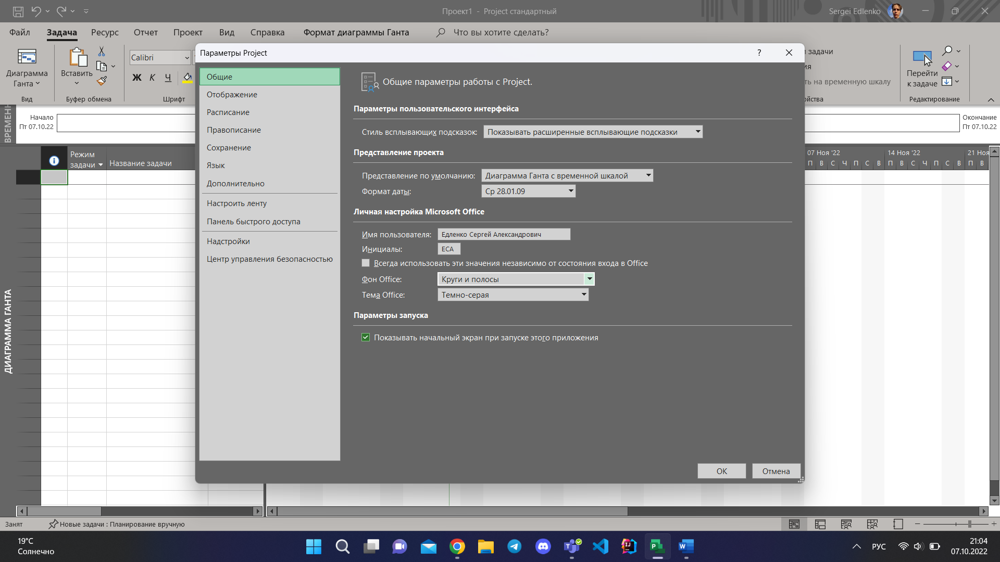 Проект1 - Project стандартный
Sergei Edlenko
Файл
Задача
Ресурс
Отчет
Проект
Вид
Справка
Формат диаграммы Ганта
Что вы хотите сделать?
Диаграмма
Ганта
Вид
Вставить
Буфер обмена
Calibri
Ж К Ч
Шрифт
задачи
ть на временную шкалу
Перейти
к задаче
Редактирование
Начало
Пт 07.10.22
Окончание
Пт 07.10.22
Режим
задачи
Название задачи
07 Ноя '22
14 Ноя '22
21 Ноя
П В С Ч П С В П В С Ч П С В П В
ДИАГРАММА ГАНТА
Параметры Project
?
Общие
Отображение
Расписание
Правописание
Сохранение
Язык
Дополнительно
Настроить ленту
Панель быстрого доступа
Надстройки
Центр управления безопасностью
Общие параметры работы с Project.
Параметры пользовательского интерфейса
Стиль всплывающих подсказок: Показывать расширенные всплывающие подсказки
Представление проекта
Представление по умолчанию: Диаграмма Ганта с временной шкалой
Формат даты: Ср 28.01.09
Личная настройка Microsoft Office
Имя пользователя: Едленко Сергей Александрович
Инициалы: ЕСА
Всегда использовать эти значения независимо от состояния входа в Office
Фон Office: Круги и полосы
Тема Office: Темно-серая
Параметры запуска
Показывать начальный экран при запуске этого приложения
ОК
Отмена
Занят
Новые задачи : Планирование вручную
19°C
Солнечно
РУС
21:04
07.10.2022